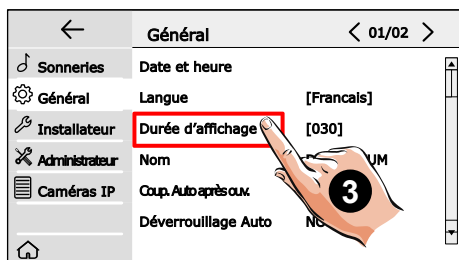 Général
01/02
Sonneries
Général
Installateur
Administrateur
Caméras IP
Date et heure
Langue [Francais]
Durée d'affichage [030]
Nom
Coup. Auto après ouv.
Déverrouillage Auto
3